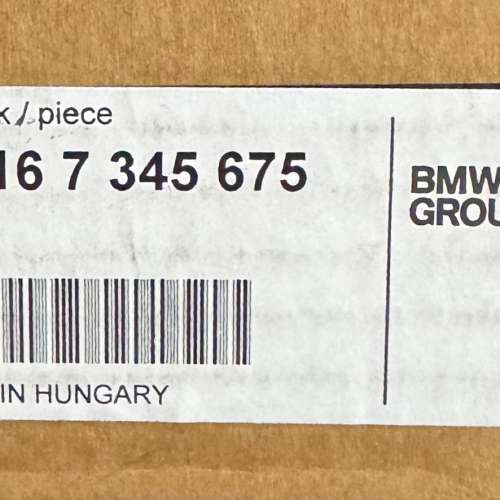 k / piece
16 7 345 675
BMW
GROU
IN HUNGARY